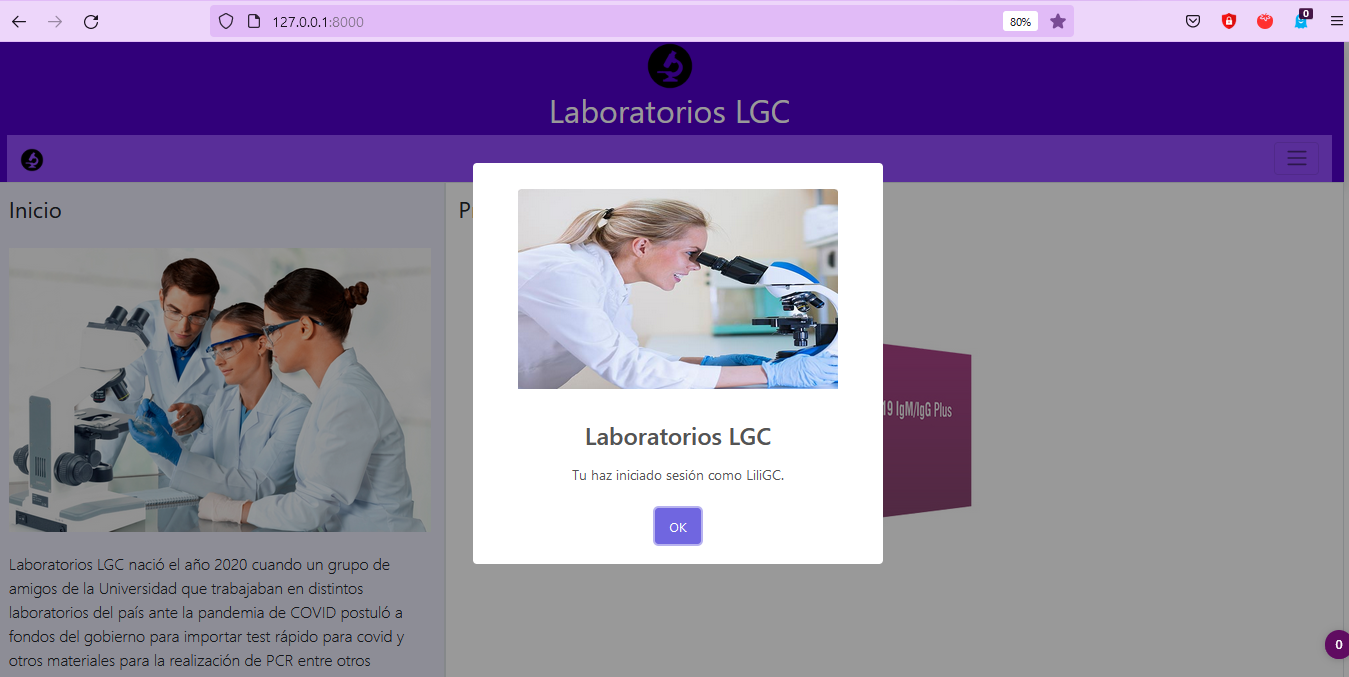 127.0.0.1:8000
80%
0
Laboratorios LGC
Inicio
19 IgM/IgG Plus
Laboratorios LGC
Tu haz iniciado sesión como LiliGC.
OK
Laboratorios LGC nació el año 2020 cuando un grupo de
amigos de la Universidad que trabajaban en distintos
laboratorios del país ante la pandemia de COVID postuló a
fondos del gobierno para importar test rápido para covid y
otros materiales para la realización de PCR entre otros
0